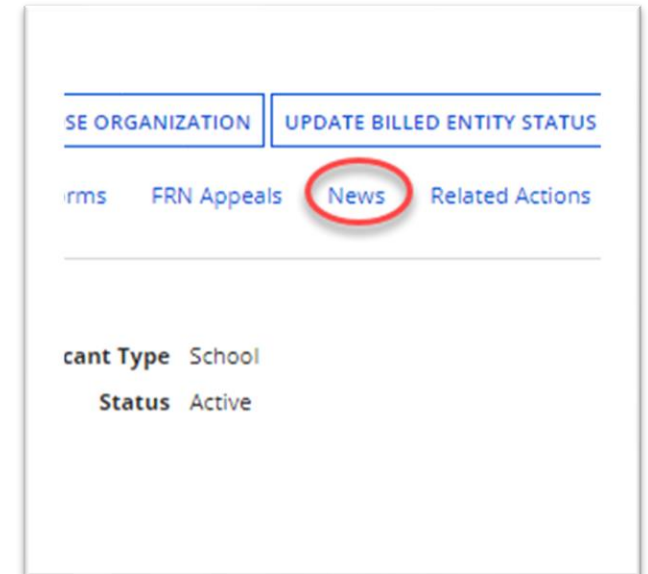 SE ORGANIZATION UPDATE BILLED ENTITY STATUS
rms FRN Appeals News Related Actions
cant Type School
Status Active